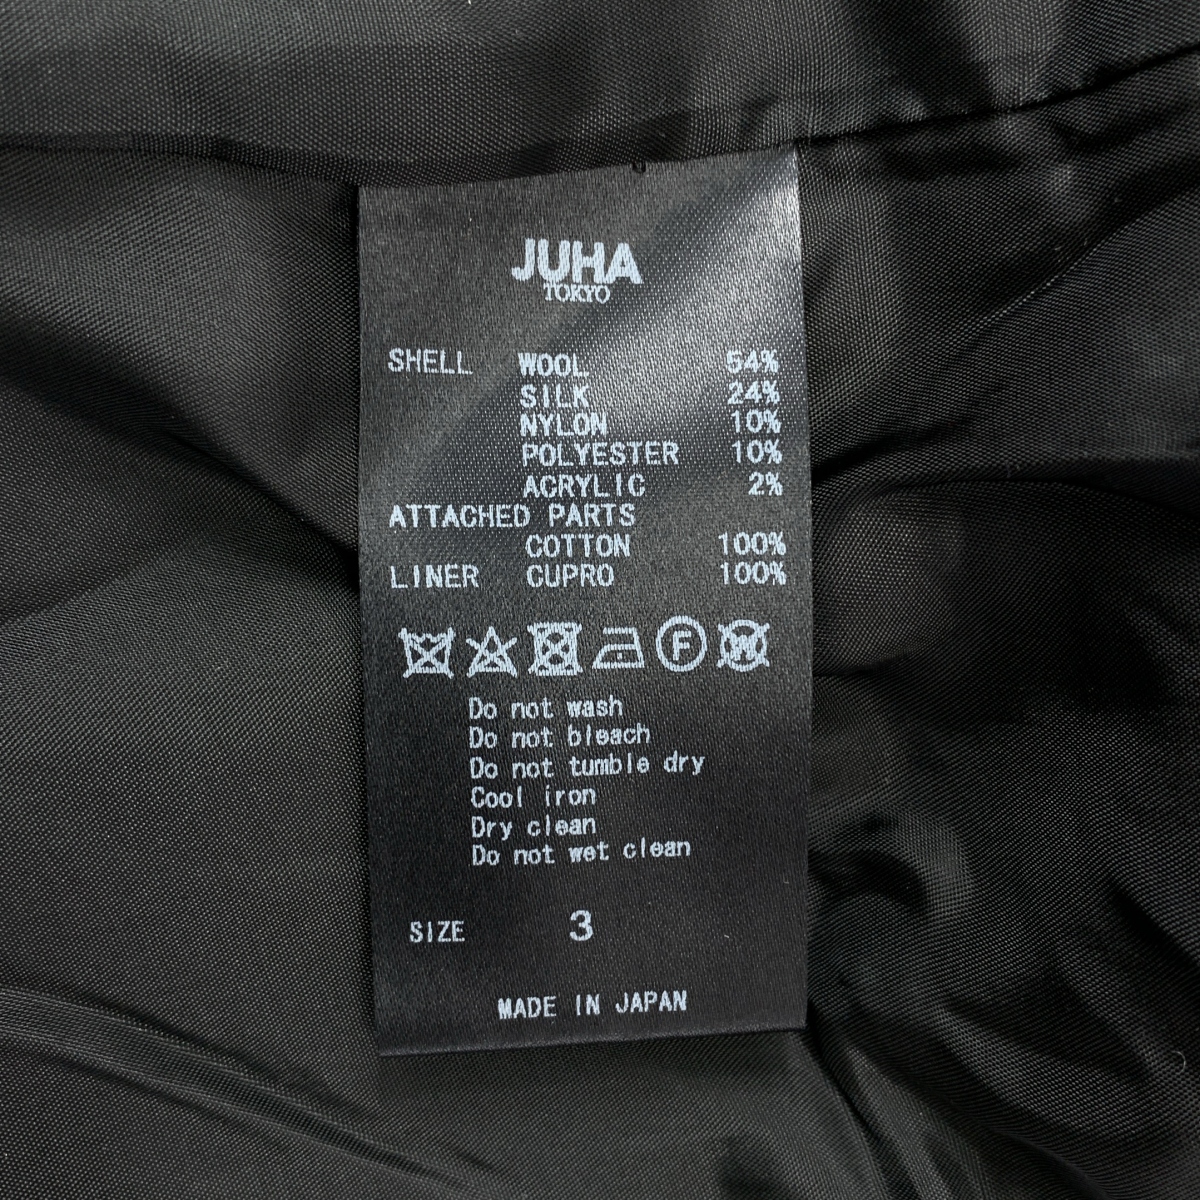 JUHA
TOKYO
SHELL WOOL 54%
SILK 24%
NYLON 10%
POLYESTER 10%
ACRYLIC 2%
ATTACHED PARTS
COTTON 100%
LINER CUPRO 100%
F W
Do not wash
Do not bleach
Do not tumble dry
Cool iron
Dry clean
Do not wet clean
SIZE 3
MADE IN JAPAN